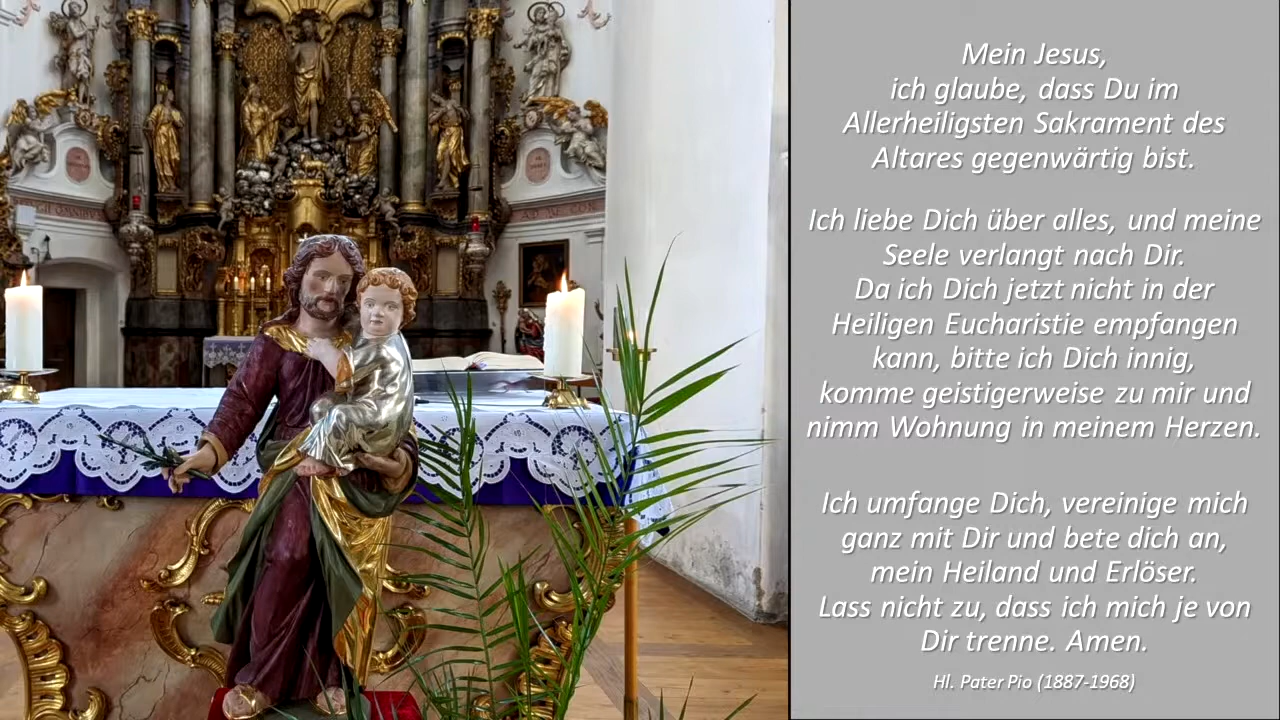 Mein Jesus,
ich glaube, dass Du im
Allerheiligsten Sakrament des
Altares gegenwärtig bist.
Ich liebe Dich über alles, und meine
Seele verlangt nach Dir.
Da ich Dich jetzt nicht in der
Heiligen Eucharistie empfangen
kann, bitte ich Dich innig,
komme geistigerweise zu mir und
nimm Wohnung in meinem Herzen.
Ich umfange Dich, vereinige mich
ganz mit Dir und bete dich an,
mein Heiland und Erlöser.
Lass nicht zu, dass ich mich je von
Dir trenne. Amen.
Hl. Pater Pio (1887-1968)